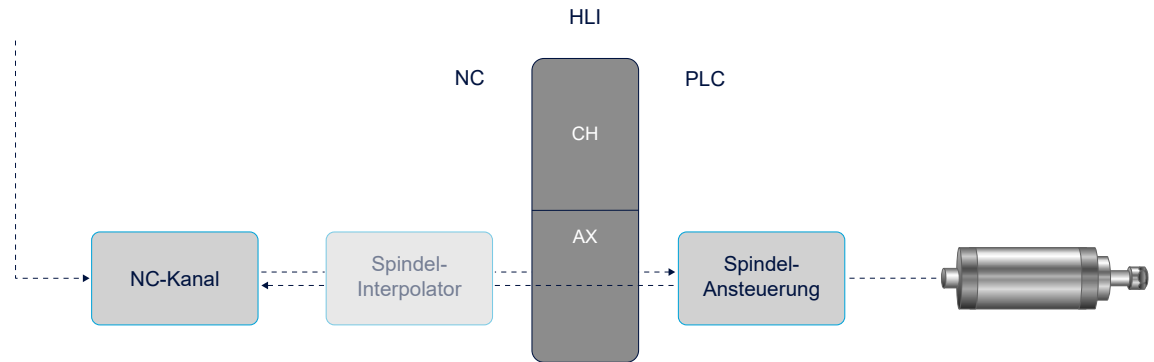 HLI
NC
PLC
CH
AX
NC-Kanal
Spindel-
Interpolator
Spindel-
Ansteuerung